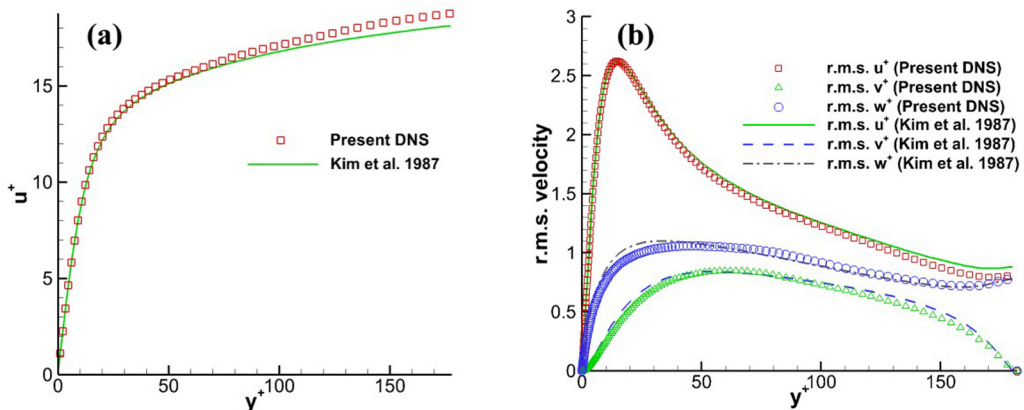 (a)
15
10
5
0
0
50
100
150
u⁺
y⁺
Present DNS
Kim et al. 1987
(b)
3
2.5
2
1.5
1
0.5
0
0
50
100
150
r.m.s. velocity
y⁺
r.m.s. u⁺ (Present DNS)
r.m.s. v⁺ (Present DNS)
r.m.s. w⁺ (Present DNS)
r.m.s. u⁺ (Kim et al. 1987)
r.m.s. v⁺ (Kim et al. 1987)
r.m.s. w⁺ (Kim et al. 1987)